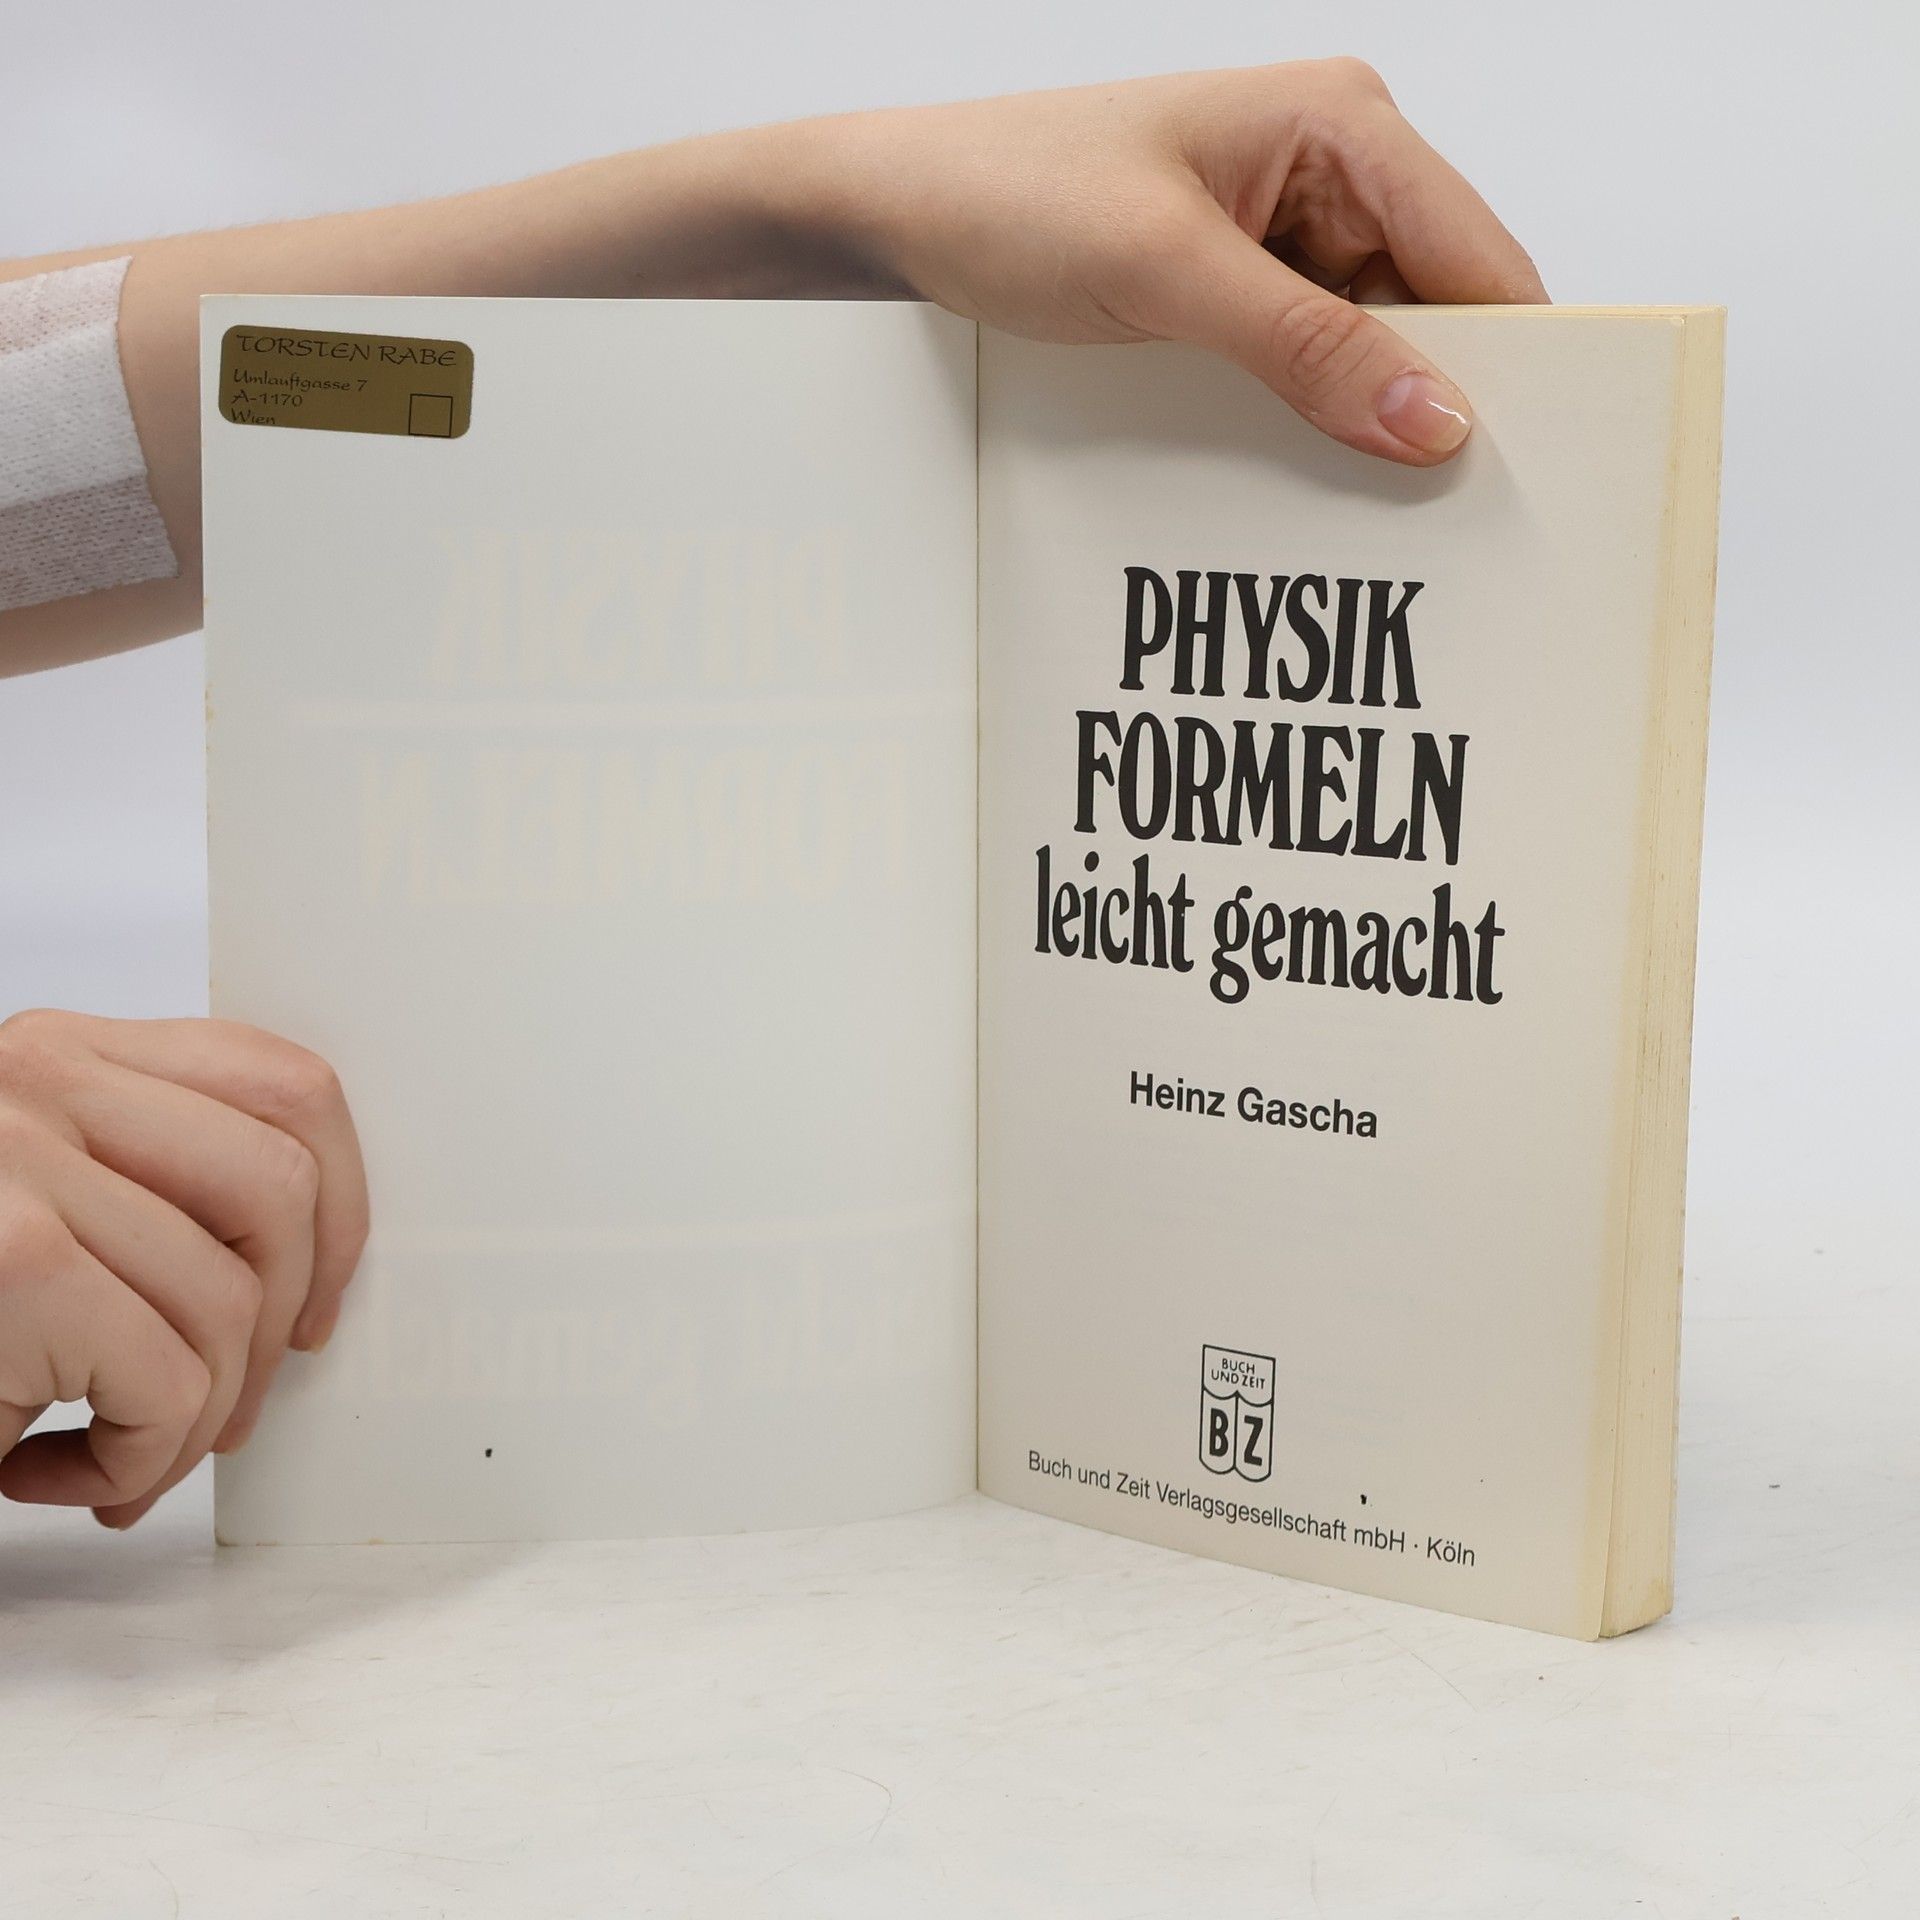 TORSTEN RABE
Umlauftgasse 7
A-1170
Wien
PHYSIK
FORMELN
leicht gemacht
Heinz Gascha
BUCH
UND ZEIT
B Z
Buch und Zeit Verlagsgesellschaft mbH · Köln